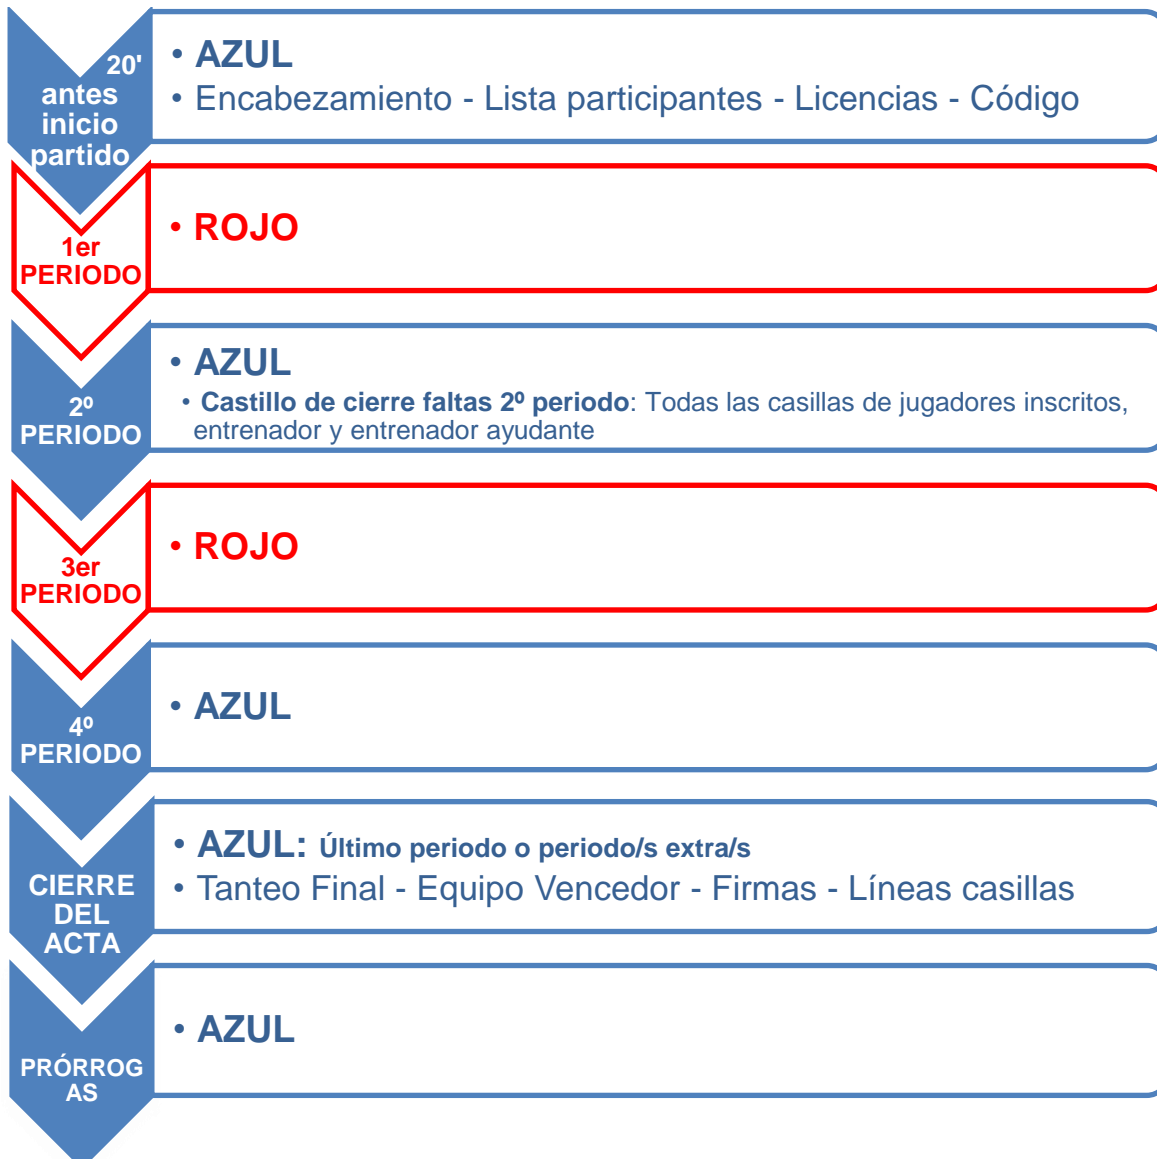 20'
antes
inicio
partido
• AZUL
• Encabezamiento - Lista participantes - Licencias - Código
1er
PERIODO
• ROJO
2º
PERIODO
• AZUL
• Castillo de cierre faltas 2º periodo: Todas las casillas de jugadores inscritos,
entrenador y entrenador ayudante
3er
PERIODO
• ROJO
4º
PERIODO
• AZUL
CIERRE
DEL
ACTA
• AZUL: Último periodo o periodo/s extra/s
• Tanteo Final - Equipo Vencedor - Firmas - Líneas casillas
PRÓRROG
AS
• AZUL